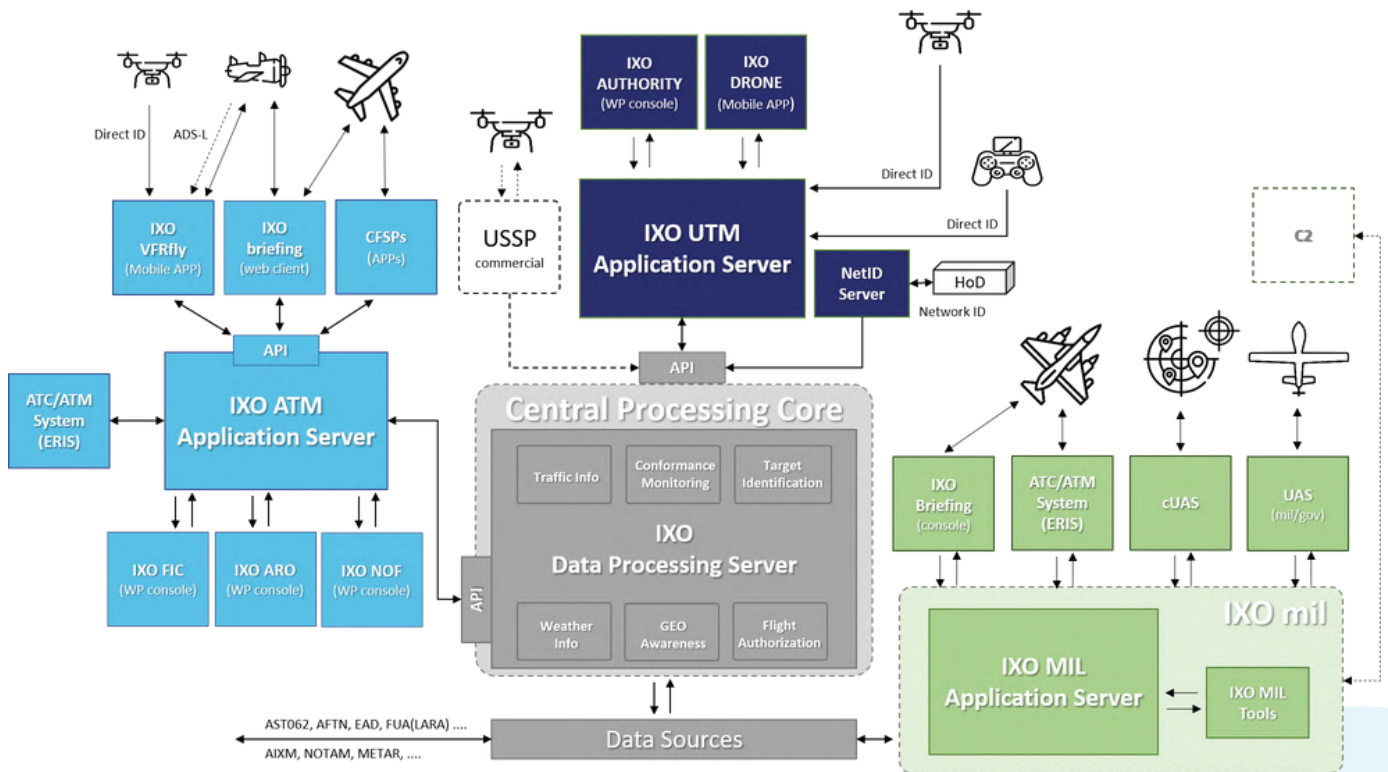 Direct ID
ADS-L
IXO
VFRfly
(Mobile APP)
IXO
briefing
(web client)
CFSPs
(APPs)
API
ATC/ATM
System
(ERIS)
IXO ATM
Application Server
IXO FIC
(WP console)
IXO ARO
(WP console)
IXO NOF
(WP console)
USSP
commercial
IXO
AUTHORITY
(WP console)
IXO
DRONE
(Mobile APP)
IXO UTM
Application Server
Direct ID
Direct ID
NetID
Server
HoD
Network ID
API
Central Processing Core
Traffic Info
Conformance
Monitoring
Target
Identification
IXO
Data Processing Server
API
Weather
Info
GEO
Awareness
Flight
Authorization
AST062, AFTN, EAD, FUA(LARA) ....
AIXM, NOTAM, METAR, ....
Data Sources
C2
IXO
Briefing
(console)
ATC/ATM
System
(ERIS)
cUAS
UAS
(mil/gov)
IXO mil
IXO MIL
Application Server
IXO MIL
Tools